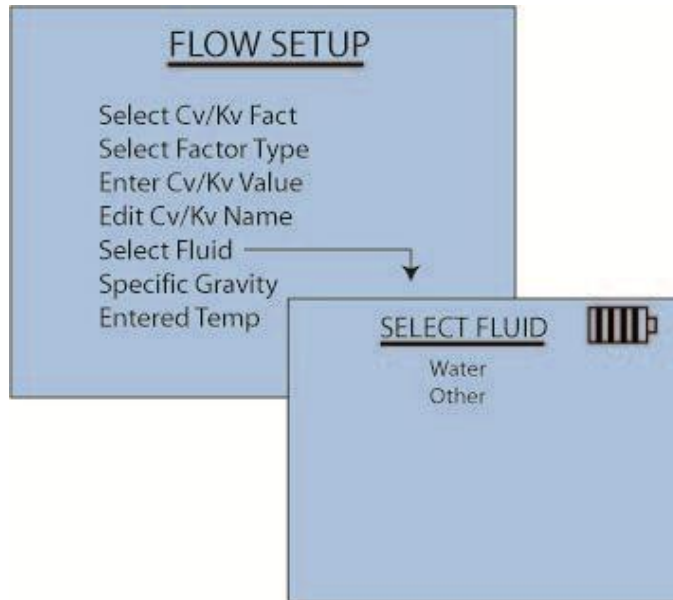 FLOW SETUP
Select Cv/Kv Fact
Select Factor Type
Enter Cv/Kv Value
Edit Cv/Kv Name
Select Fluid
Specific Gravity
Entered Temp
SELECT FLUID
Water
Other